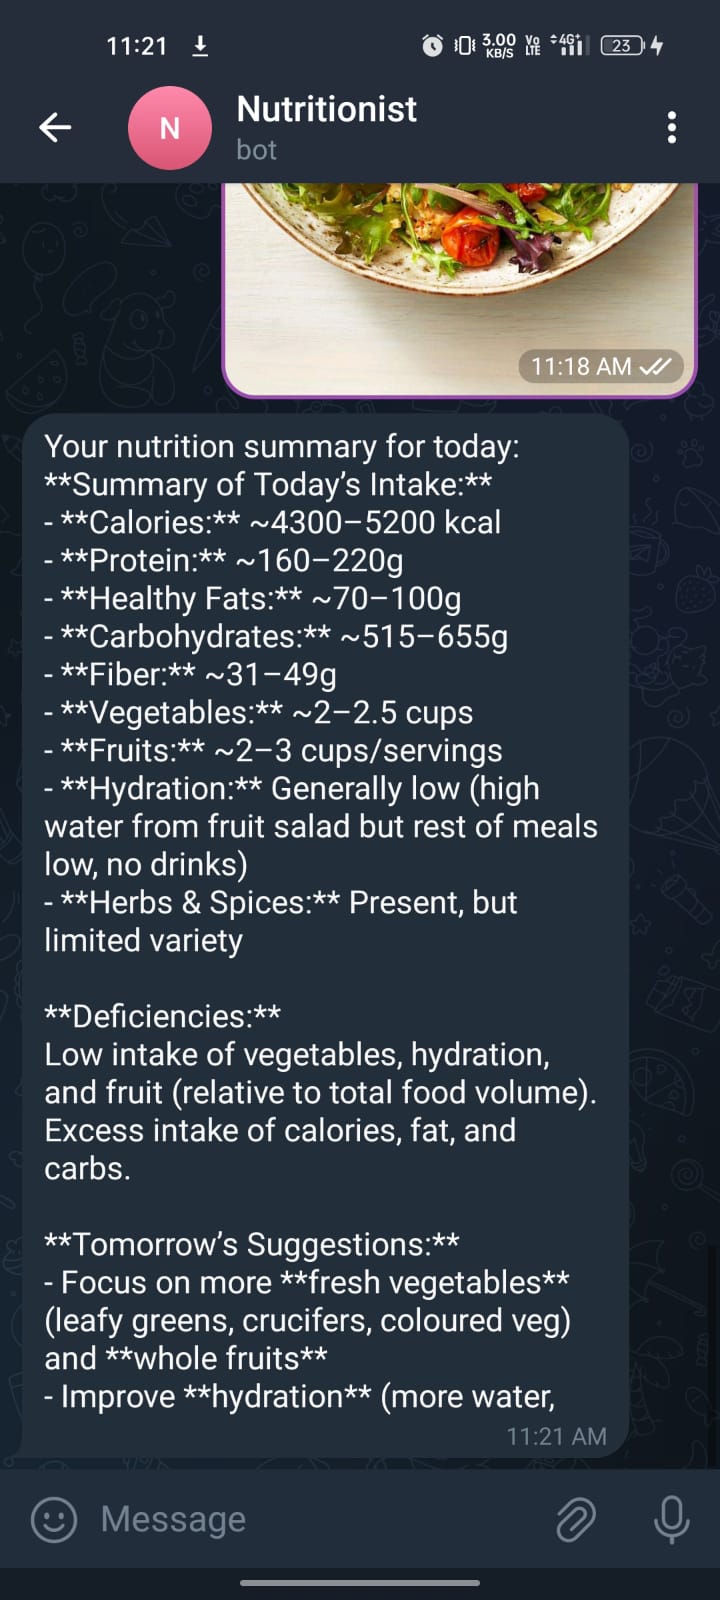 11:21
3.00 KB/S
Vo LTE
4G+
23
N
Nutritionist
bot
11:18 AM
Your nutrition summary for today:
**Summary of Today’s Intake:**
- **Calories:** ~4300–5200 kcal
- **Protein:** ~160–220g
- **Healthy Fats:** ~70–100g
- **Carbohydrates:** ~515–655g
- **Fiber:** ~31–49g
- **Vegetables:** ~2–2.5 cups
- **Fruits:** ~2–3 cups/servings
- **Hydration:** Generally low (high
water from fruit salad but rest of meals
low, no drinks)
- **Herbs & Spices:** Present, but
limited variety
**Deficiencies:**
Low intake of vegetables, hydration,
and fruit (relative to total food volume).
Excess intake of calories, fat, and
carbs.
**Tomorrow’s Suggestions:**
- Focus on more **fresh vegetables**
(leafy greens, crucifers, coloured veg)
and **whole fruits**
- Improve **hydration** (more water,
11:21 AM
Message